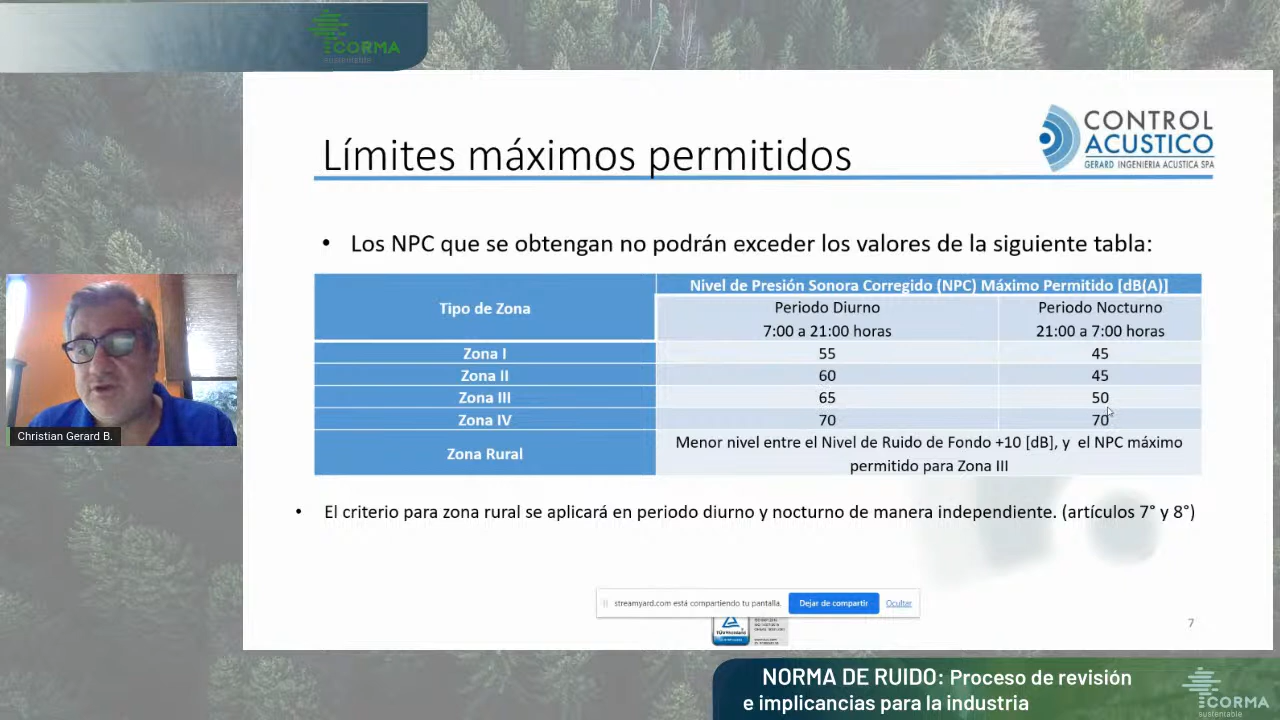 CORMA
sustentable
CONTROL
ACUSTICO
GERARD INGENIERIA ACUSTICA SPA
Límites máximos permitidos
• Los NPC que se obtengan no podrán exceder los valores de la siguiente tabla:
Tipo de Zona
Nivel de Presión Sonora Corregido (NPC) Máximo Permitido [dB(A)]
Periodo Diurno
7:00 a 21:00 horas
Periodo Nocturno
21:00 a 7:00 horas
Zona I 55 45
Zona II 60 45
Zona III 65 50
Zona IV 70 70
Zona Rural
Menor nivel entre el Nivel de Ruido de Fondo +10 [dB], y el NPC máximo
permitido para Zona III
• El criterio para zona rural se aplicará en periodo diurno y nocturno de manera independiente. (artículos 7° y 8°)
Christian Gerard B.
streamyard.com está compartiendo tu pantalla.
Dejar de compartir
Ocultar
7
NORMA DE RUIDO: Proceso de revisión
e implicancias para la industria
CORMA
sustentable